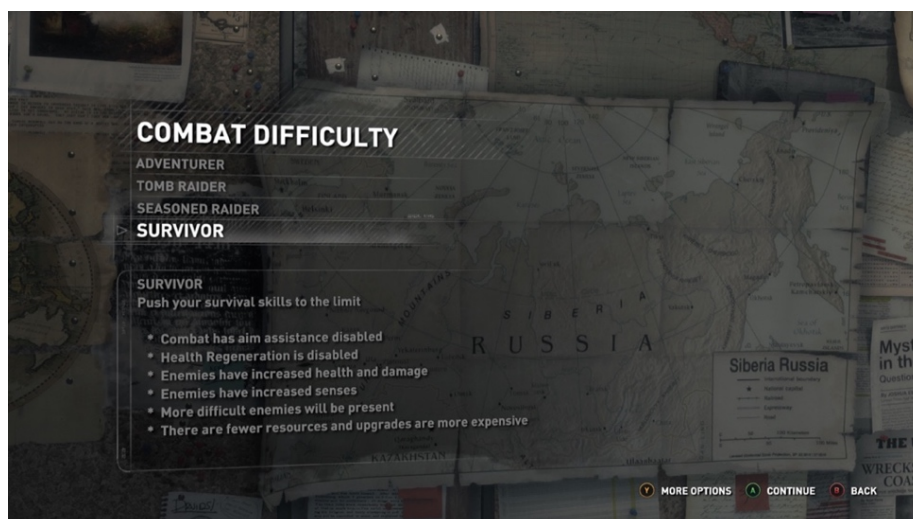 COMBAT DIFFICULTY
ADVENTURER
TOMB RAIDER
SEASONED RAIDER
SURVIVOR
SURVIVOR
Push your survival skills to the limit
• Combat has aim assistance disabled
• Health Regeneration is disabled
• Enemies have increased health and damage
• Enemies have increased senses
• More difficult enemies will be present
• There are fewer resources and upgrades are more expensive
MOUNTAINS
SIBERIA
RUSSIA
KAZAKHSTAN
Siberia Russia
Myst
in th
Question
THE
WRECK
COA
Y MORE OPTIONS A CONTINUE B BACK